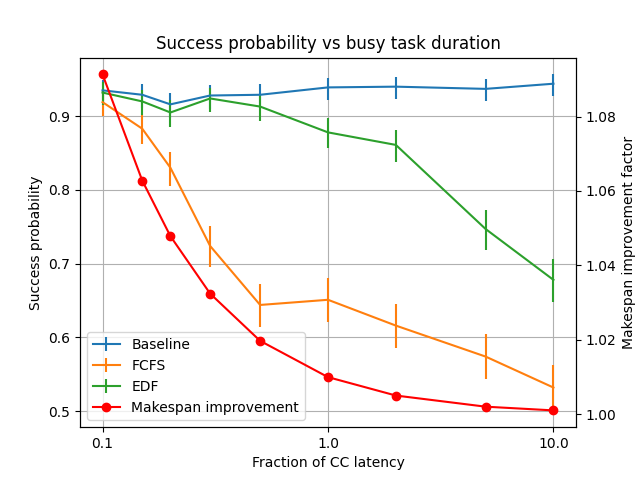 Success probability vs busy task duration
Success probability
0.9
0.8
0.7
0.6
0.5
1.08
1.06
1.04
1.02
1.00
Makespan improvement factor
Baseline
FCFS
EDF
Makespan improvement
0.1
1.0
10.0
Fraction of CC latency